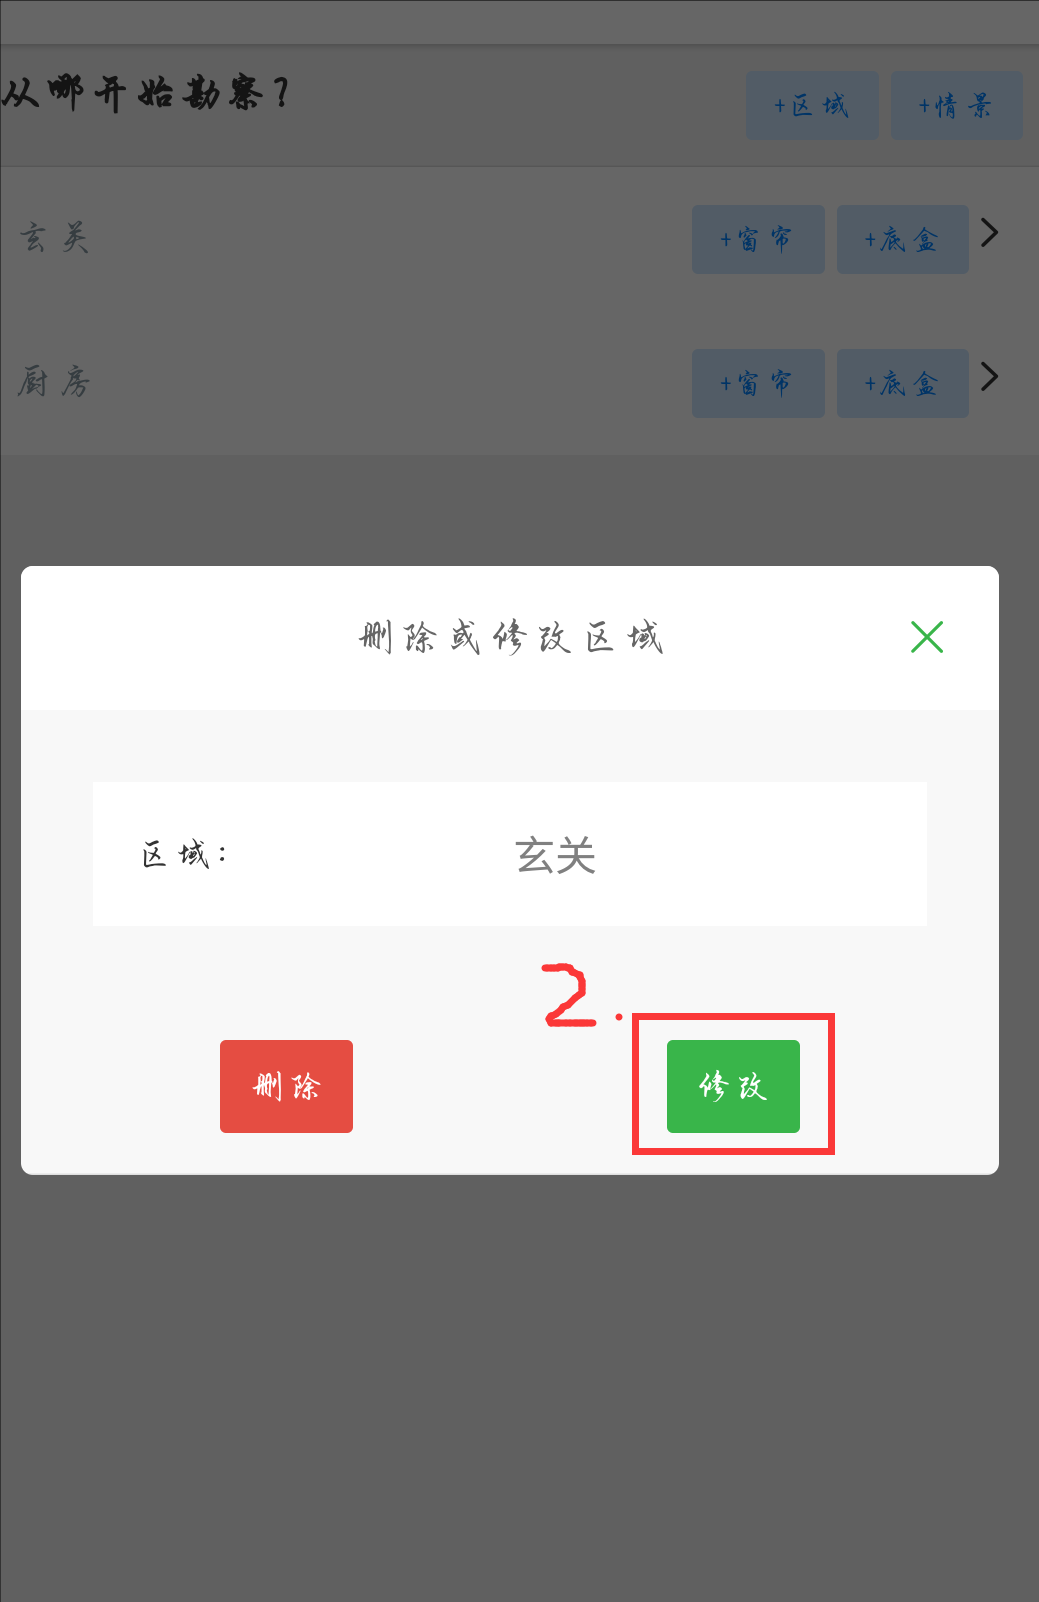 从哪开始勘察?
+区域 +情景
玄关 +窗帘 +底盒
厨房 +窗帘 +底盒
删除或修改区域
区域: 玄关
2.
删除 修改